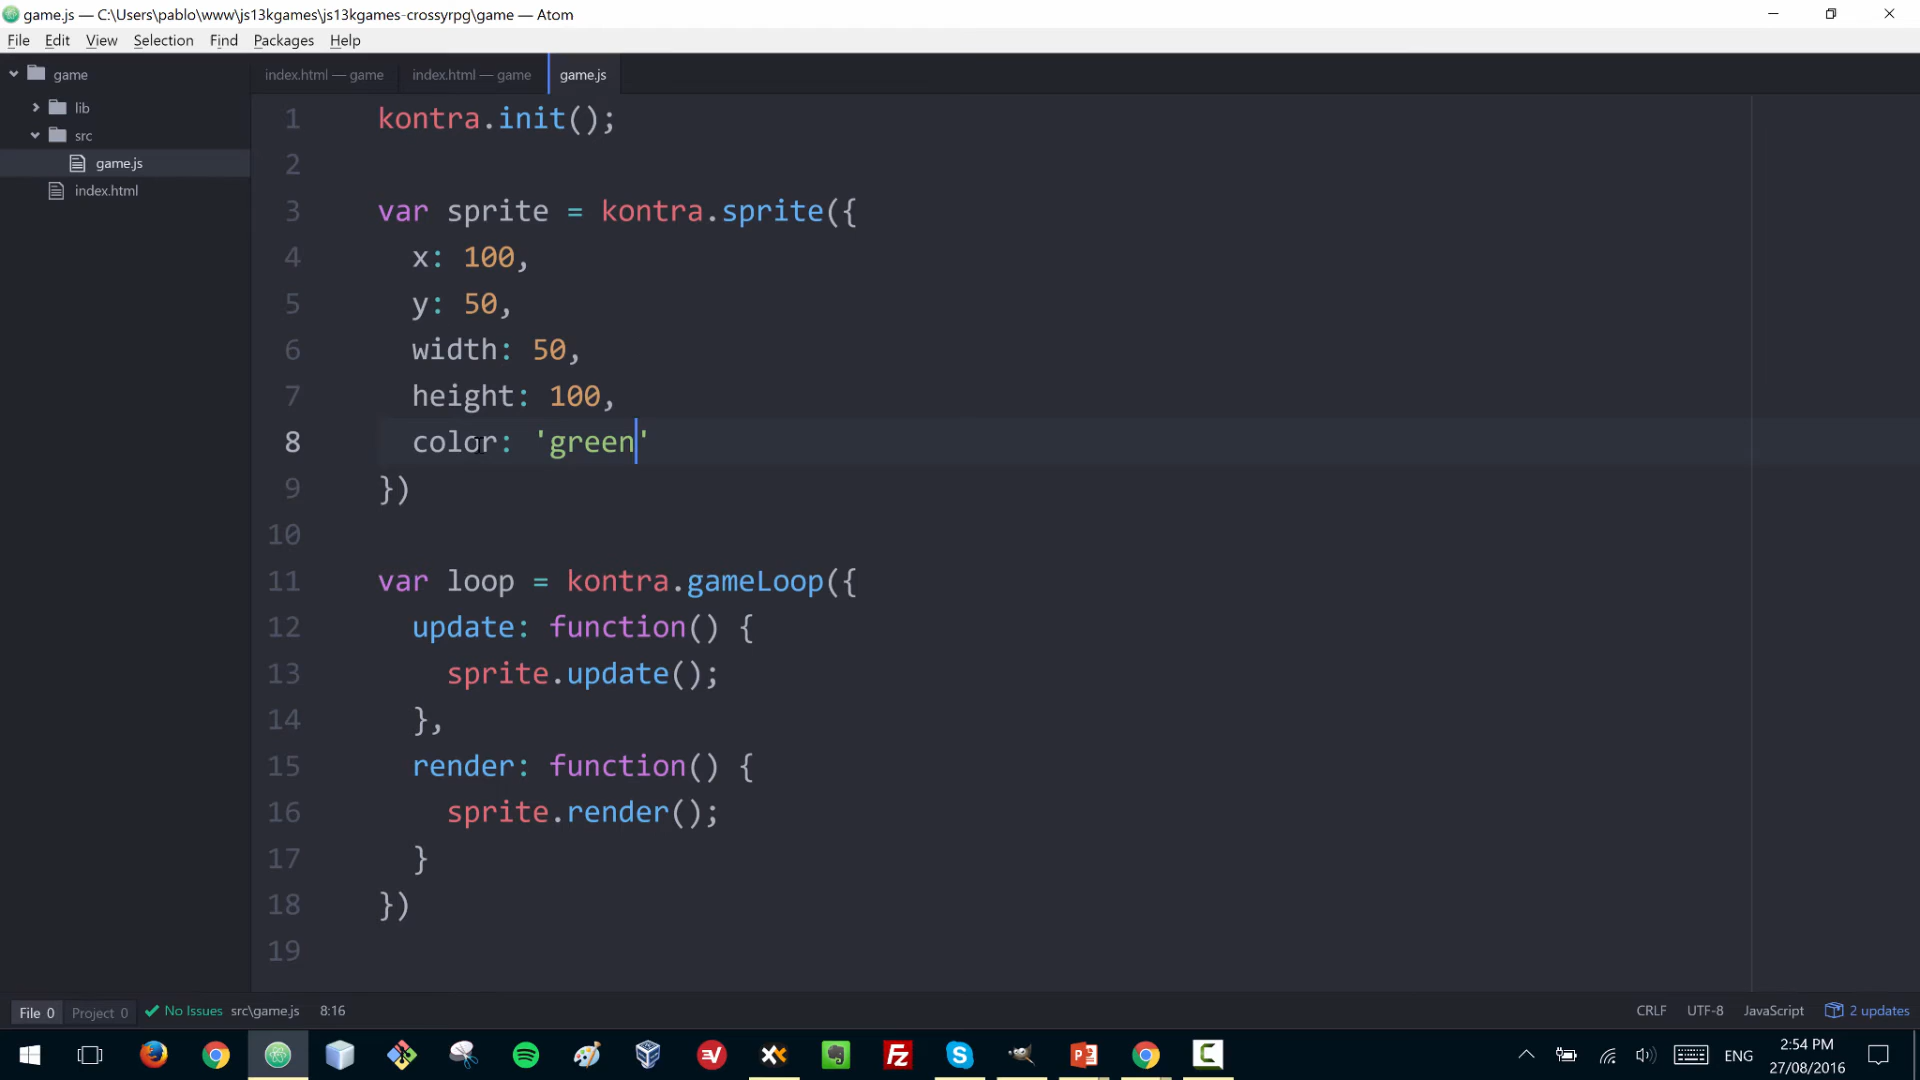 game.js — C:\Users\pablo\www\js13kgames\js13kgames-crossyrpg\game — Atom
File Edit View Selection Find Packages Help
game
lib
src
game.js
index.html
index.html — game index.html — game game.js
1 kontra.init();
2
3 var sprite = kontra.sprite({
4 x: 100,
5 y: 50,
6 width: 50,
7 height: 100,
8 color: 'green'
9 })
10
11 var loop = kontra.gameLoop({
12 update: function() {
13 sprite.update();
14 },
15 render: function() {
16 sprite.render();
17 }
18 })
19
File 0 Project 0 No Issues src\game.js 8:16 CRLF UTF-8 JavaScript 2 updates
ENG
2:54 PM
27/08/2016